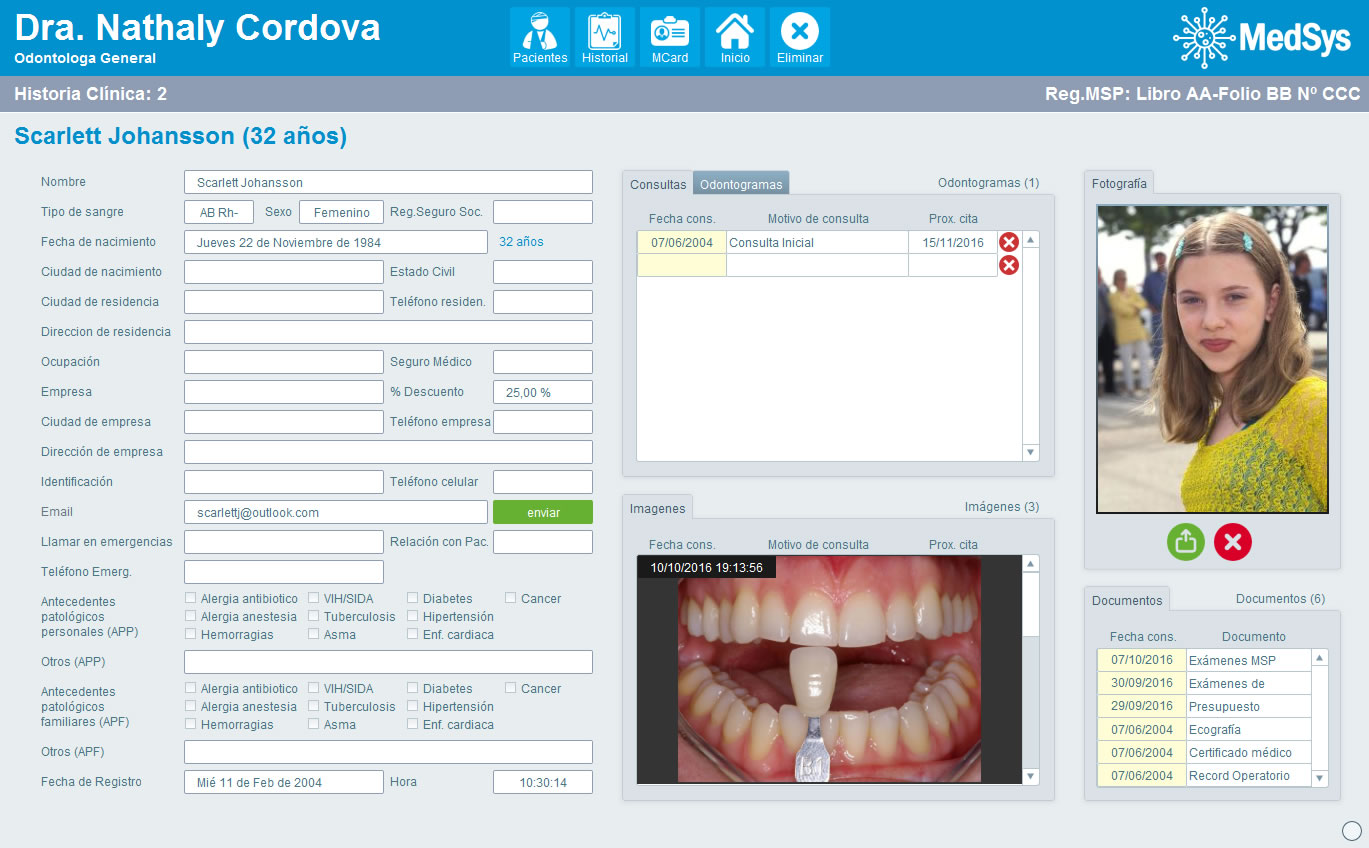 Dra. Nathaly Cordova
Odontologa General
Pacientes
Historial
MCard
Inicio
Eliminar
MedSys
Historia Clínica: 2
Reg.MSP: Libro AA-Folio BB Nº CCC
Scarlett Johansson (32 años)
Nombre Scarlett Johansson
Tipo de sangre AB Rh- Sexo Femenino Reg.Seguro Soc.
Fecha de nacimiento Jueves 22 de Noviembre de 1984 32 años
Ciudad de nacimiento Estado Civil
Ciudad de residencia Teléfono residen.
Direccion de residencia
Ocupación Seguro Médico
Empresa % Descuento 25,00 %
Ciudad de empresa Teléfono empresa
Dirección de empresa
Identificación Teléfono celular
Email scarlettj@outlook.com enviar
Llamar en emergencias Relación con Pac.
Teléfono Emerg.
Antecedentes
patológicos
personales (APP)
Alergia antibiotico VIH/SIDA Diabetes Cancer
Alergia anestesia Tuberculosis Hipertensión
Hemorragias Asma Enf. cardiaca
Otros (APP)
Antecedentes
patológicos
familiares (APF)
Alergia antibiotico VIH/SIDA Diabetes Cancer
Alergia anestesia Tuberculosis Hipertensión
Hemorragias Asma Enf. cardiaca
Otros (APF)
Fecha de Registro Mié 11 de Feb de 2004 Hora 10:30:14
Consultas Odontogramas Odontogramas (1)
Fecha cons. Motivo de consulta Prox. cita
07/06/2004 Consulta Inicial 15/11/2016
Imagenes Imágenes (3)
Fecha cons. Motivo de consulta Prox. cita
10/10/2016 19:13:56
B1
Fotografía
Documentos Documentos (6)
Fecha cons. Documento
07/10/2016 Exámenes MSP
30/09/2016 Exámenes de
29/09/2016 Presupuesto
07/06/2004 Ecografía
07/06/2004 Certificado médico
07/06/2004 Record Operatorio